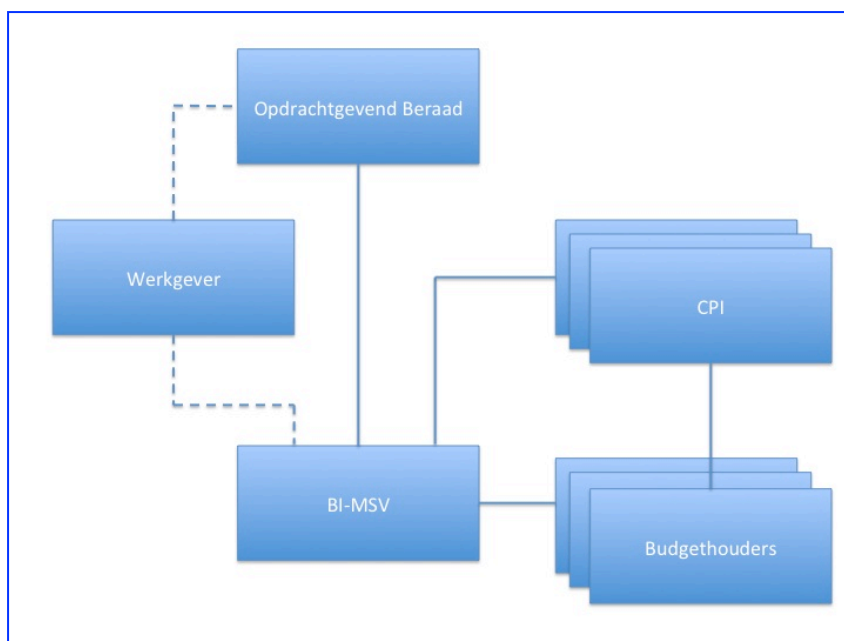 Opdrachtgevend Beraad
Werkgever
CPI
BI-MSV
Budgethouders